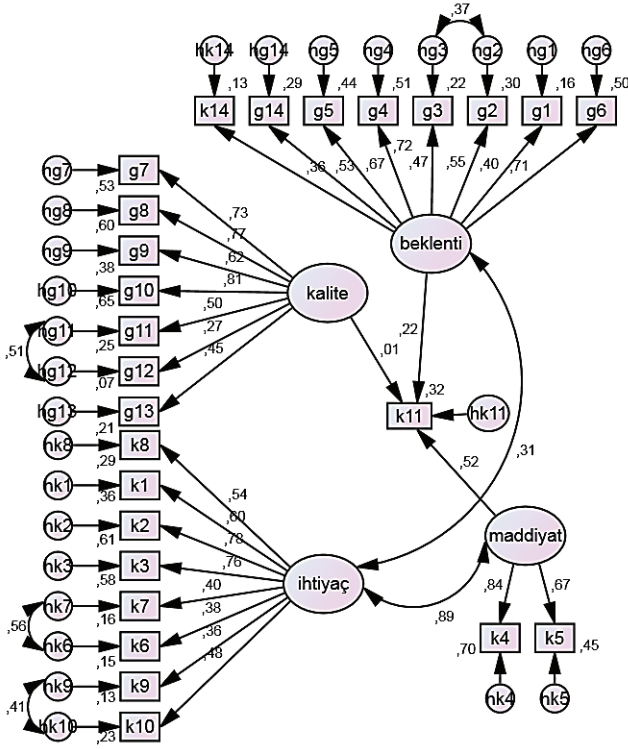 ,37
hk14 hg14 hg5 hg4 hg3 hg2 hg1 hg6
,13 ,29 ,44 ,51 ,22 ,30 ,16 ,50
k14 g14 g5 g4 g3 g2 g1 g6
,36 ,53 ,67 ,72 ,47 ,55 ,40 ,71
beklenti
hg7 ,53 g7 ,73
hg8 ,60 g8 ,77
hg9 ,38 g9 ,62
hg10 ,65 g10 ,81
kalite
hg11 ,25 g11 ,50
,51
hg12 ,07 g12 ,27
hg13 ,21 g13 ,45
,01 ,22
,32
k11 hk11
,52 ,31
hk8 ,29 k8 ,54
hk1 ,36 k1 ,60
hk2 ,61 k2 ,78
hk3 ,58 k3 ,76
ihtiyaç maddiyat
hk7 ,16 k7 ,40
,56
hk6 ,15 k6 ,38
hk9 ,13 k9 ,36
,41
hk10 ,23 k10 ,48
,89
,84 ,67
,70 k4 k5 ,45
hk4 hk5